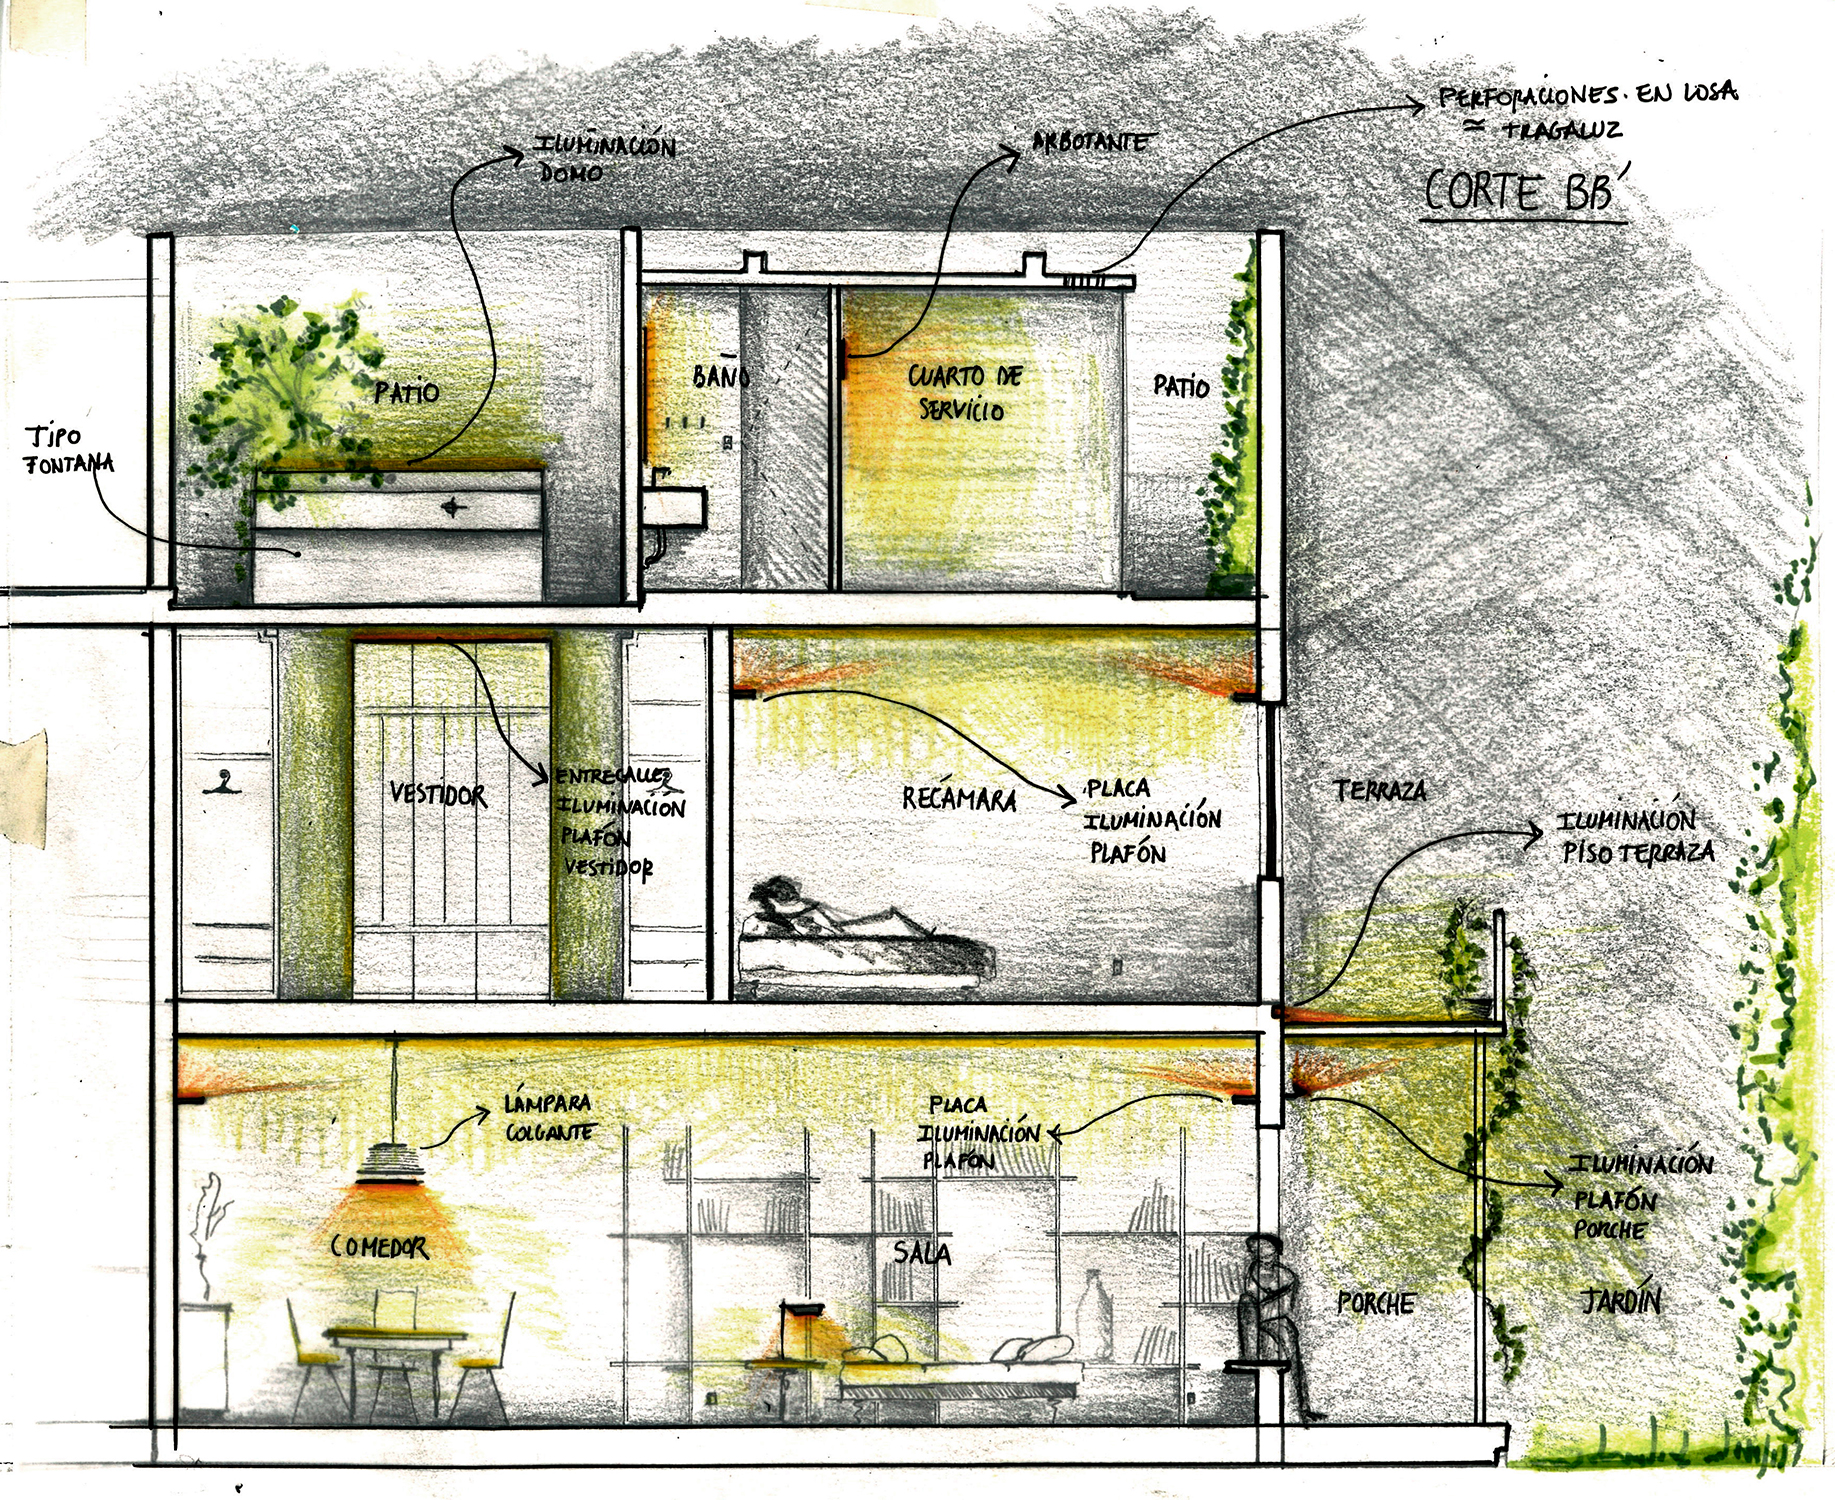 PERFORACIONES. EN LOSA
≃ TRAGALUZ
CORTE BB'
ILUMINACIÓN
DOMO
ARBOTANTE
PATIO
BAÑO
CUARTO DE
SERVICIO
PATIO
TIPO
FONTANA
VESTIDOR
ENTRECALLE
ILUMINACION
PLAFÓN
VESTIDOR
RECÁMARA
PLACA
ILUMINACIÓN
PLAFÓN
TERRAZA
ILUMINACIÓN
PISO TERRAZA
LÁMPARA
COLGANTE
PLACA
ILUMINACIÓN
PLAFÓN
ILUMINACIÓN
PLAFÓN
PORCHE
COMEDOR
SALA
PORCHE
JARDÍN